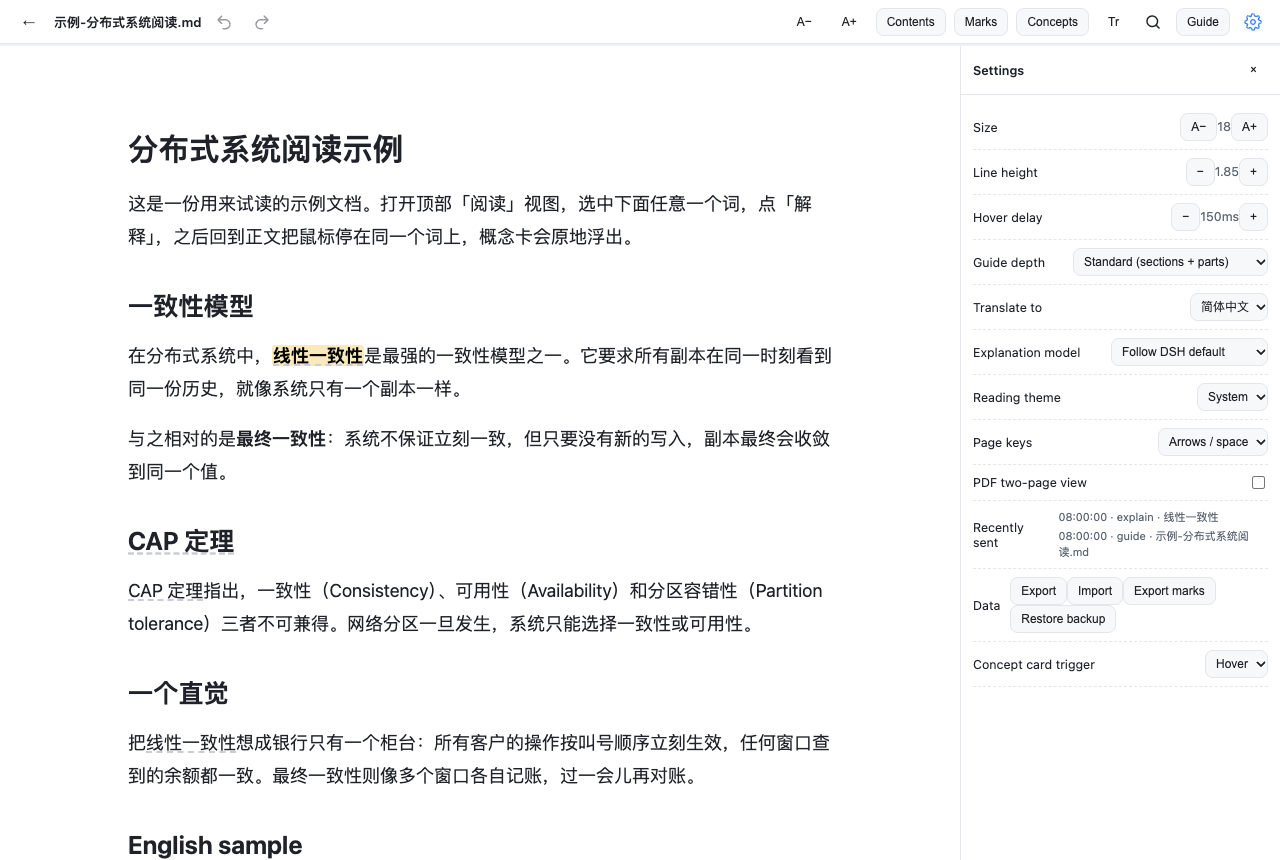 ← 示例-分布式系统阅读.md A− A+ Contents Marks Concepts Tr Guide
分布式系统阅读示例
这是一份用来试读的示例文档。打开顶部「阅读」视图，选中下面任意一个词，点「解
释」，之后回到正文把鼠标停在同一个词上，概念卡会原地浮出。
一致性模型
在分布式系统中，线性一致性是最强的一致性模型之一。它要求所有副本在同一时刻看到
同一份历史，就像系统只有一个副本一样。
与之相对的是最终一致性：系统不保证立刻一致，但只要没有新的写入，副本最终会收敛
到同一个值。
CAP 定理
CAP 定理指出，一致性（Consistency）、可用性（Availability）和分区容错性（Partition
tolerance）三者不可兼得。网络分区一旦发生，系统只能选择一致性或可用性。
一个直觉
把线性一致性想成银行只有一个柜台：所有客户的操作按叫号顺序立刻生效，任何窗口查
到的余额都一致。最终一致性则像多个窗口各自记账，过一会儿再对账。
English sample
Settings ×
Size A− 18 A+
Line height − 1.85 +
Hover delay − 150ms +
Guide depth Standard (sections + parts)
Translate to 简体中文
Explanation model Follow DSH default
Reading theme System
Page keys Arrows / space
PDF two-page view
Recently sent
08:00:00 · explain · 线性一致性
08:00:00 · guide · 示例-分布式系统阅
读.md
Data Export Import Export marks
Restore backup
Concept card trigger Hover